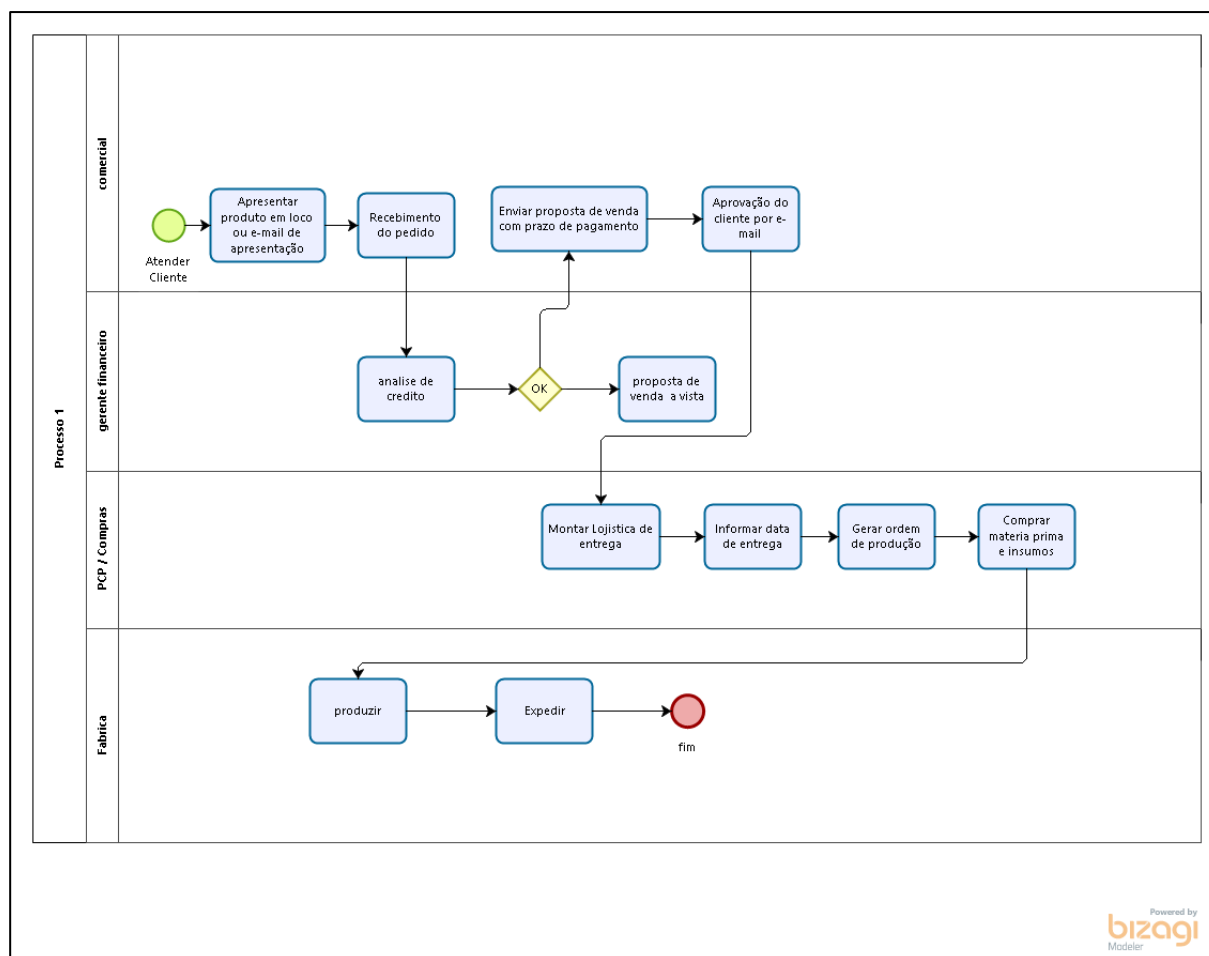 Processo 1
comercial
Atender
Cliente
Apresentar
produto em loco
ou e-mail de
apresentação
Recebimento
do pedido
Enviar proposta de venda
com prazo de pagamento
Aprovação do
cliente por e-
mail
gerente financeiro
analise de
credito
OK
proposta de
venda a vista
PCP / Compras
Montar Lojistica de
entrega
Informar data
de entrega
Gerar ordem
de produção
Comprar
materia prima
e insumos
Fabrica
produzir
Expedir
fim
Powered by
bizagi
Modeler